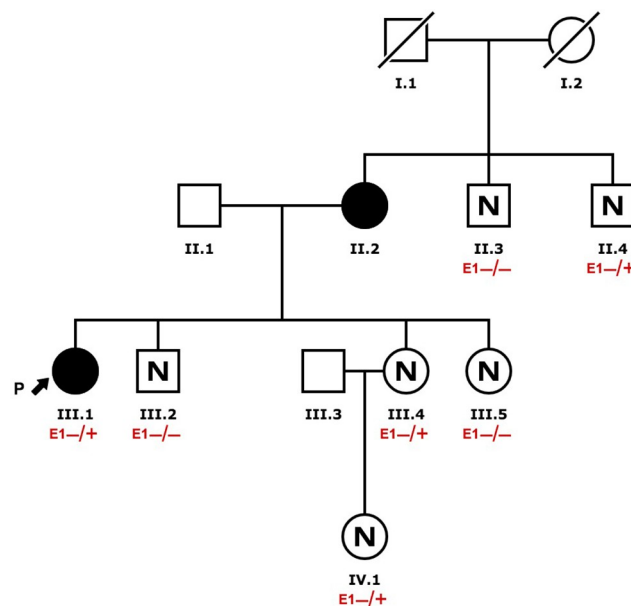 I.1 I.2
N N
II.1 II.2 II.3 II.4
E1—/— E1—/+
P N N N
III.1 III.2 III.3 III.4 III.5
E1—/+ E1—/— E1—/+ E1—/—
N
IV.1
E1—/+